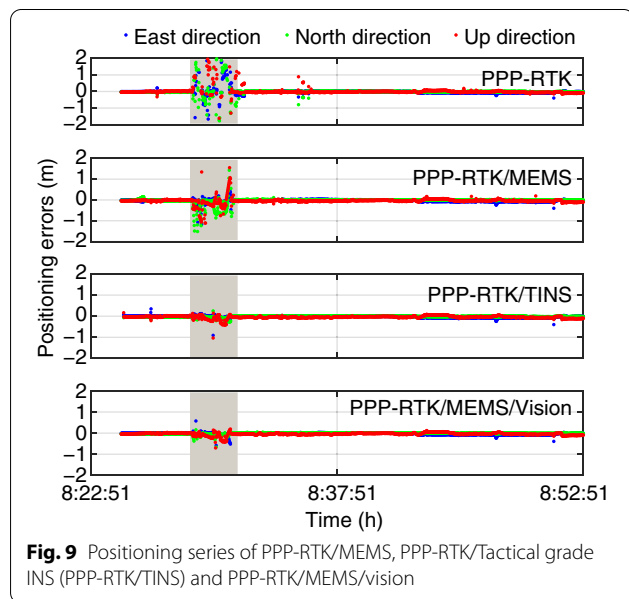 • East direction • North direction • Up direction
2
1
0
−1
−2
PPP-RTK
2
1
0
−1
−2
PPP-RTK/MEMS
2
1
0
−1
−2
PPP-RTK/TINS
2
1
0
−1
−2
PPP-RTK/MEMS/Vision
Positioning errors (m)
8:22:51 8:37:51 8:52:51
Time (h)
Fig. 9 Positioning series of PPP-RTK/MEMS, PPP-RTK/Tactical grade
INS (PPP-RTK/TINS) and PPP-RTK/MEMS/vision